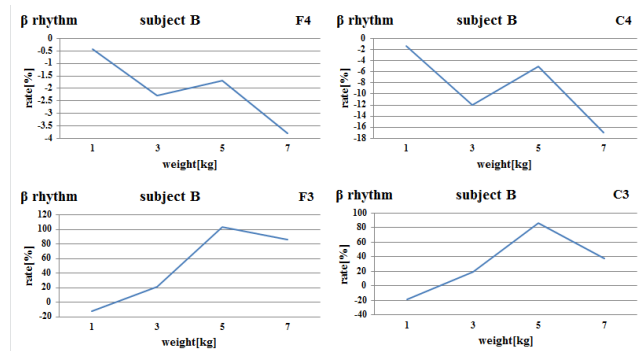 β rhythm subject B F4
0
-0.5
-1
-1.5
-2
-2.5
-3
-3.5
-4
rate[%]
1 3 5 7
weight[kg]
β rhythm subject B C4
0
-2
-4
-6
-8
-10
-12
-14
-16
-18
rate[%]
1 3 5 7
weight[kg]
β rhythm subject B F3
120
100
80
60
40
20
0
-20
rate[%]
1 3 5 7
weight[kg]
β rhythm subject B C3
100
80
60
40
20
0
-20
-40
rate[%]
1 3 5 7
weight[kg]